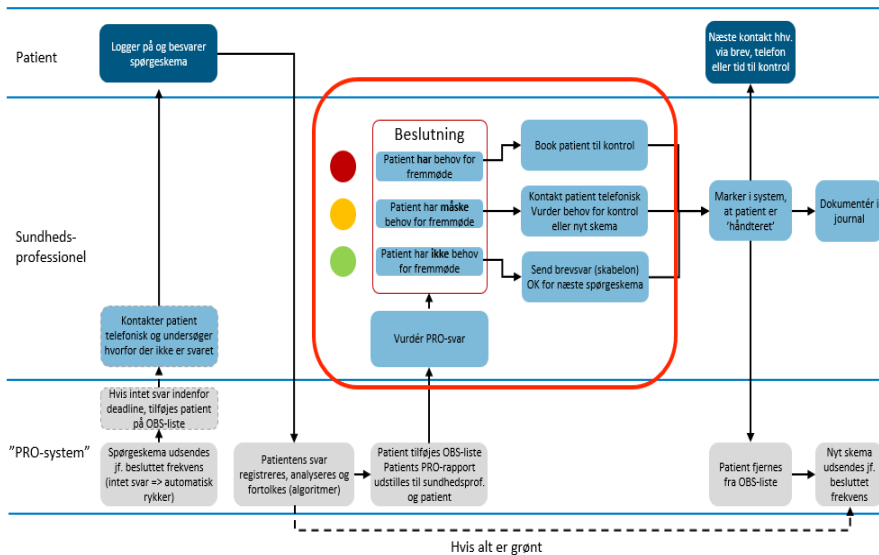 Patient
Logger på og besvarer
spørgeskema
Næste kontakt hhv.
via brev, telefon
eller tid til kontrol
Sundheds-
professionel
Beslutning
Patient har behov for
fremmøde
Patient har måske
behov for fremmøde
Patient har ikke behov
for fremmøde
Book patient til kontrol
Kontakt patient telefonisk
Vurder behov for kontrol
eller nyt skema
Send brevsvar (skabelon)
OK for næste spørgeskema
Marker i system,
at patient er
'håndteret'
Dokumentér i
journal
Kontakter patient
telefonisk og undersøger
hvorfor der ikke er svaret
Vurdér PRO-svar
"PRO-system"
Hvis intet svar indenfor
deadline, tilføjes patient
på OBS-liste
Spørgeskema udsendes
jf. besluttet frekvens
(intet svar => automatisk
rykker)
Patientens svar
registreres, analyseres og
fortolkes (algoritmer)
Patient tilføjes OBS-liste
Patients PRO-rapport
udstilles til sundhedsprof.
og patient
Patient fjernes
fra OBS-liste
Nyt skema
udsendes jf.
besluttet
frekvens
Hvis alt er grønt